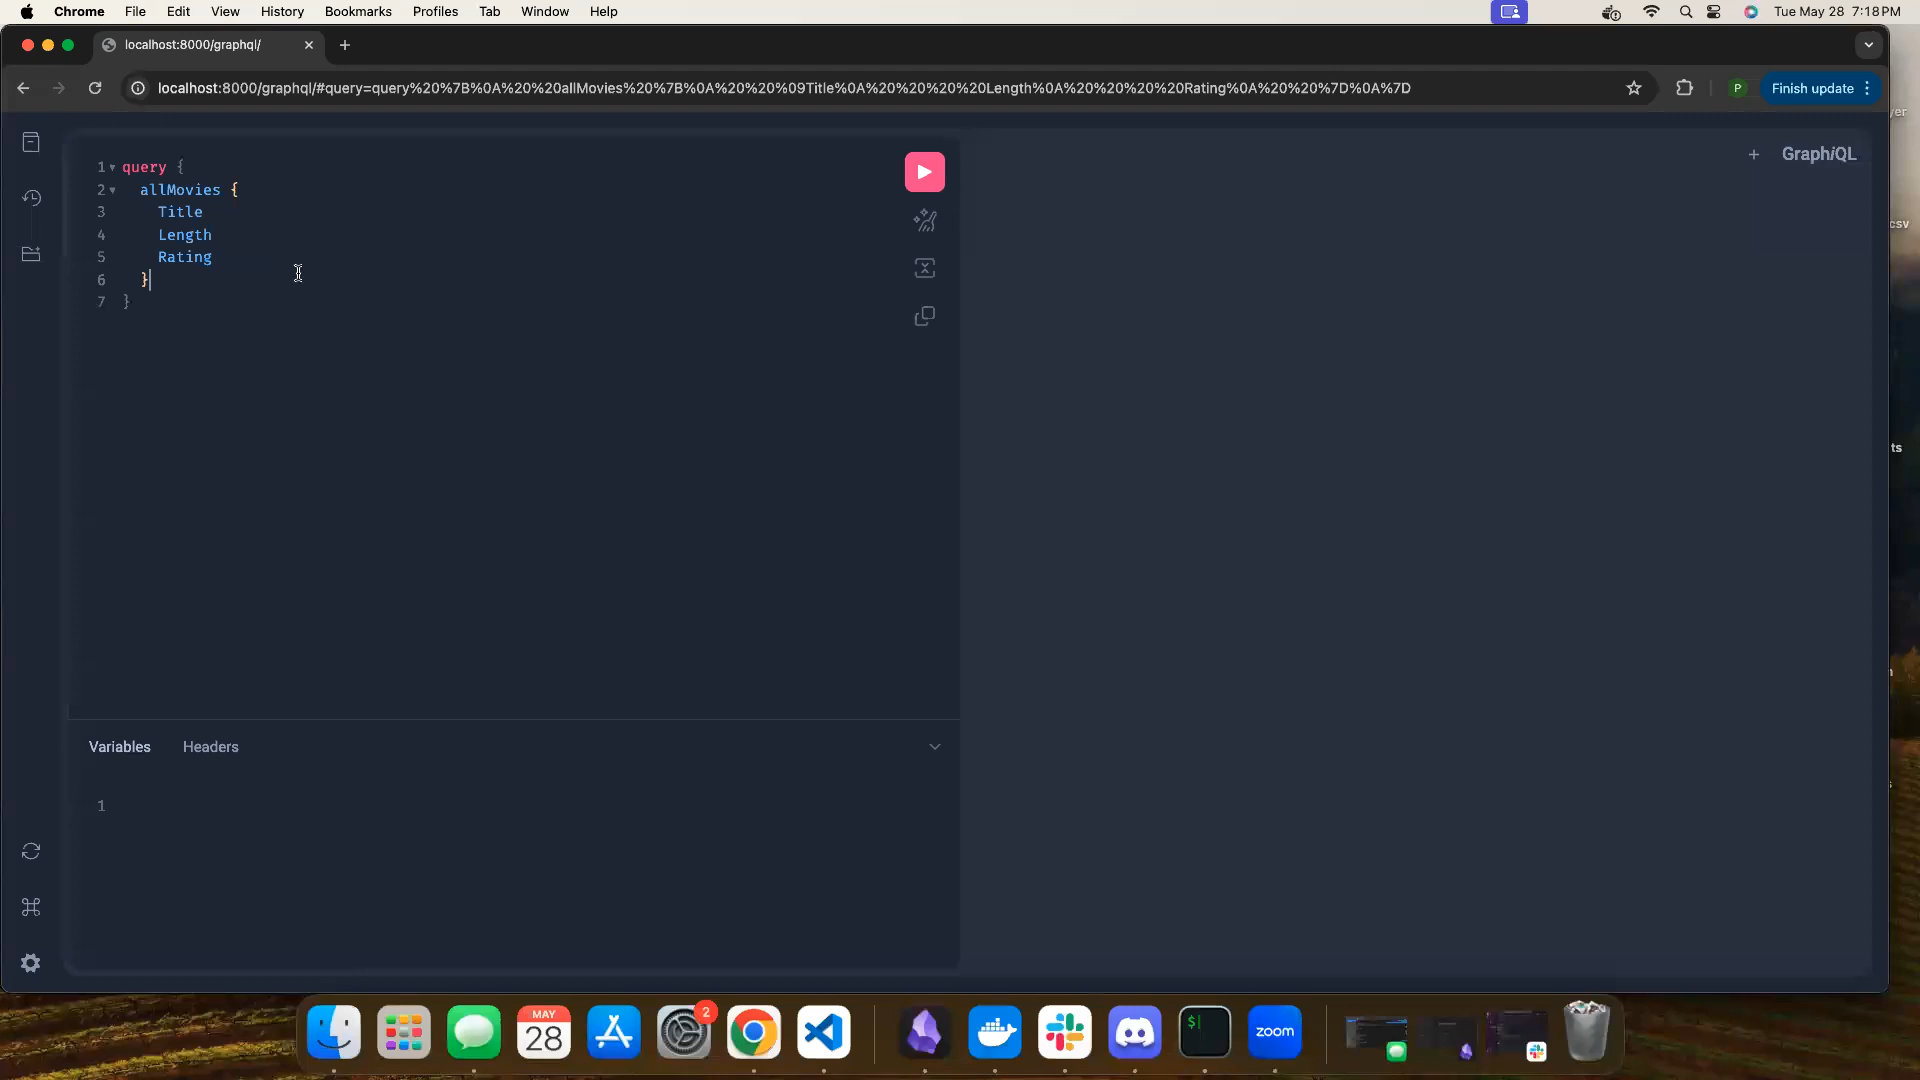 Chrome File Edit View History Bookmarks Profiles Tab Window Help Tue May 28 7:18 PM
localhost:8000/graphql/
localhost:8000/graphql/#query=query%20%7B%0A%20%20allMovies%20%7B%0A%20%20%09Title%0A%20%20%20%20Length%0A%20%20%20%20Rating%0A%20%20%7D%0A%7D P Finish update
yer
GraphiQL
1 query {
2 allMovies {
3 Title
4 Length
5 Rating
6 }
7 }
csv
ts
Variables Headers
1
2
MAY
28
$
zoom